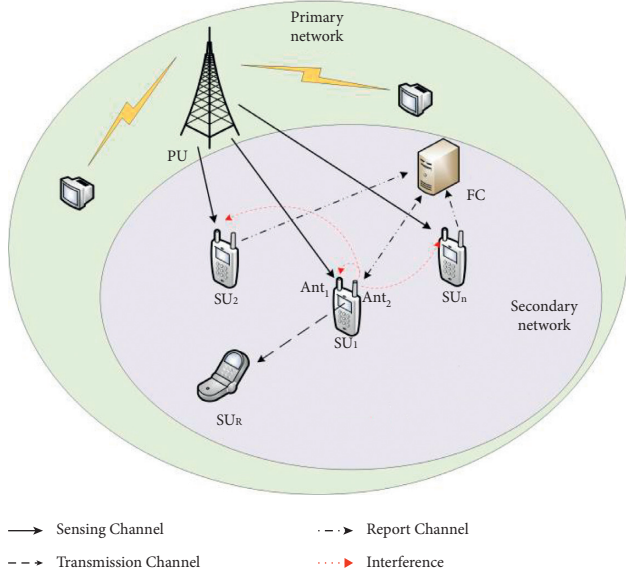 Primary
network
PU
FC
SU2
Ant1
Ant2
SUn
SU1
Secondary
network
SUR
Sensing Channel
Report Channel
Transmission Channel
Interference